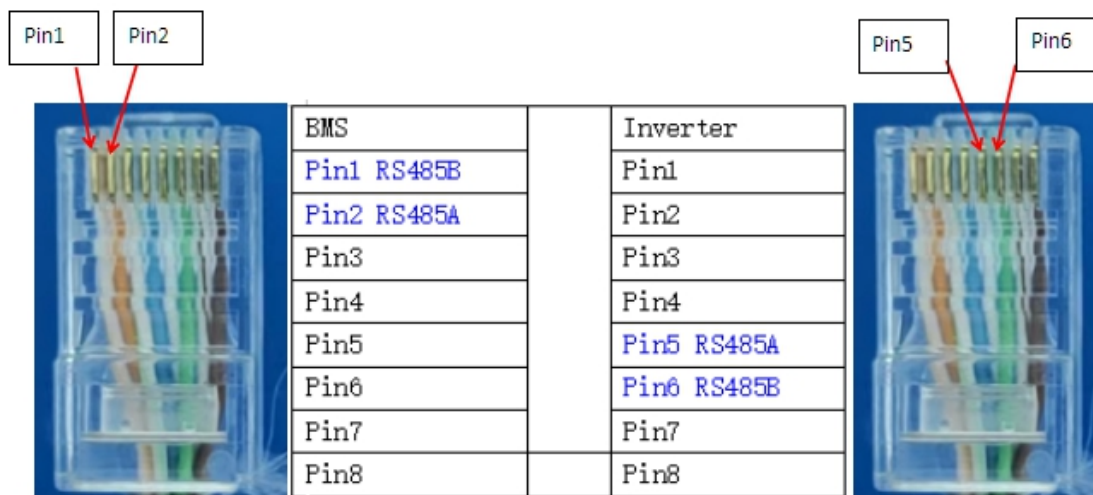 Pin1 Pin2 Pin5 Pin6
BMS Inverter
Pin1 RS485B Pin1
Pin2 RS485A Pin2
Pin3 Pin3
Pin4 Pin4
Pin5 Pin5 RS485A
Pin6 Pin6 RS485B
Pin7 Pin7
Pin8 Pin8